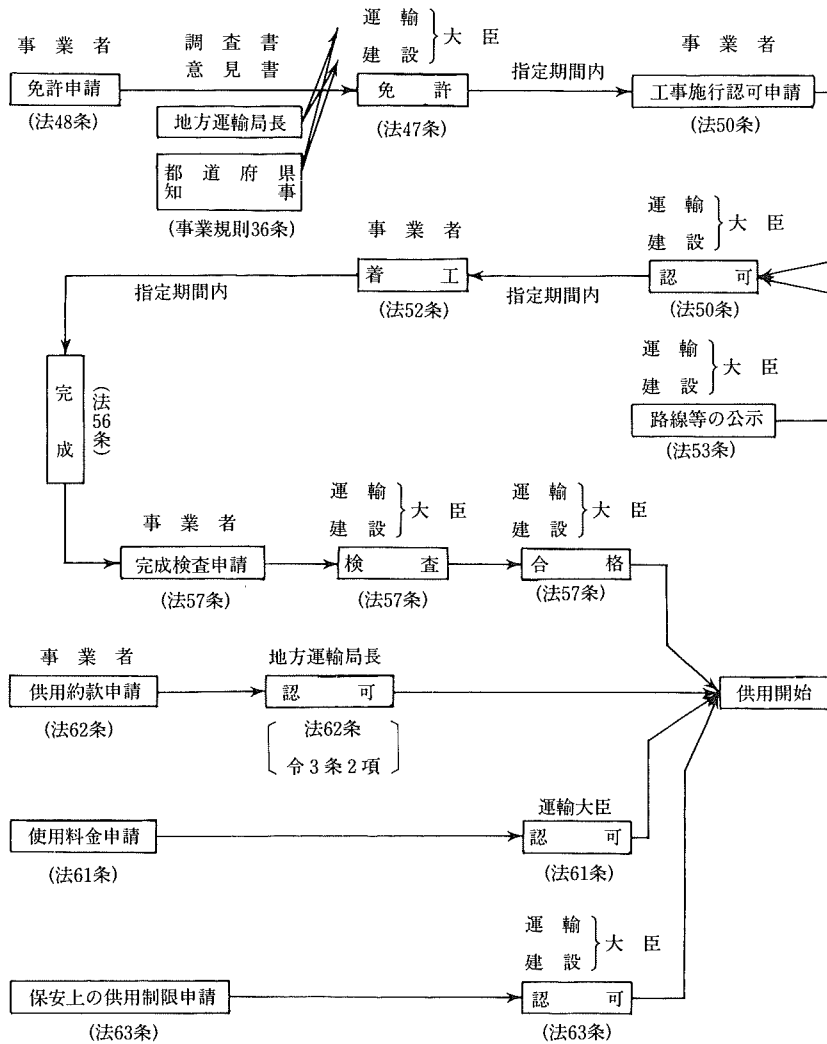 事業者
免許申請
(法48条)
調査書
意見書
地方運輸局長
都道府県
知事
(事業規則36条)
運輸
建設
大臣
免許
(法47条)
指定期間内
事業者
工事施行認可申請
(法50条)
運輸
建設
大臣
認可
(法50条)
指定期間内
事業者
着工
(法52条)
指定期間内
運輸
建設
大臣
路線等の公示
(法53条)
完成
(法56条)
事業者
完成検査申請
(法57条)
運輸
建設
大臣
検査
(法57条)
運輸
建設
大臣
合格
(法57条)
事業者
供用約款申請
(法62条)
地方運輸局長
認可
法62条
令3条2項
供用開始
使用料金申請
(法61条)
運輸大臣
認可
(法61条)
保安上の供用制限申請
(法63条)
運輸
建設
大臣
認可
(法63条)